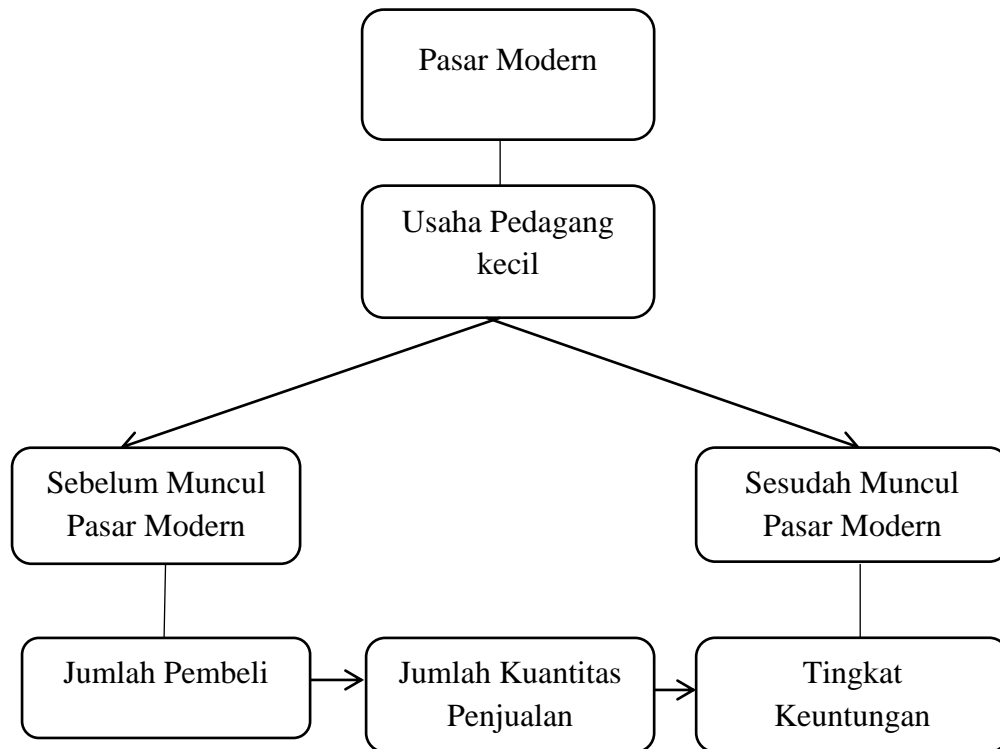 Pasar Modern
Usaha Pedagang
kecil
Sebelum Muncul
Pasar Modern
Sesudah Muncul
Pasar Modern
Jumlah Pembeli
Jumlah Kuantitas
Penjualan
Tingkat
Keuntungan